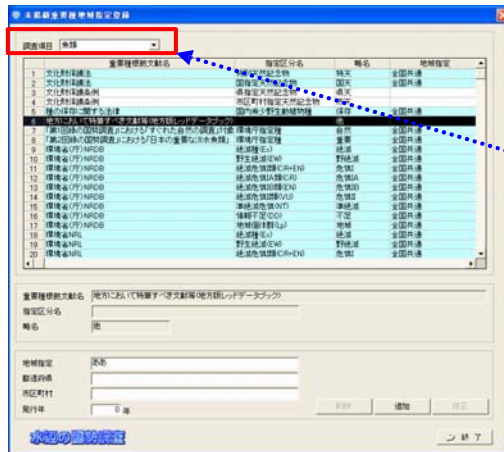 調査項目 魚類
重要種根拠文献名 指定区分名 略名 地域指定
1 文化財保護法 特別天然記念物 特天 全国共通
2 文化財保護法 国指定天然記念物 国天 全国共通
3 文化財保護条例 県指定天然記念物 県天
4 文化財保護条例 市区町村指定天然記念物
5 種の保存に関する法律 国内希少野生動植物種 保存 全国共通
6 地方において特筆すべき文献等(地方版レッドデータブック) 他
7 「第1回緑の国勢調査」における「すぐれた自然の調査」対象 環境庁指定種 自然 全国共通
8 「第2回緑の国勢調査」における「日本の重要な淡水魚類」 環境庁指定種 重要 全国共通
9 環境省(庁)NRDB 絶滅種(Ex) 絶滅 全国共通
10 環境省(庁)NRDB 野生絶滅(EW) 野絶滅 全国共通
11 環境省(庁)NRDB 絶滅危惧I類(CR+EN) 危惧I 全国共通
12 環境省(庁)NRDB 絶滅危惧IA類(CR) 危惧IA 全国共通
13 環境省(庁)NRDB 絶滅危惧IB類(EN) 危惧IB 全国共通
14 環境省(庁)NRDB 絶滅危惧II類(VU) 危惧II 全国共通
15 環境省(庁)NRDB 準絶滅危惧(NT) 準絶滅 全国共通
16 環境省(庁)NRDB 情報不足(DD) 不足 全国共通
17 環境省(庁)NRDB 地域個体群(Lp) 地域 全国共通
18 環境省NRL 絶滅種(Ex) 絶滅 全国共通
19 環境省NRL 野生絶滅(EW) 野絶滅 全国共通
20 環境省NRL 絶滅危惧I類(CR+EN) 危惧I 全国共通
重要種根拠文献名 地方において特筆すべき文献等(地方版レッドデータブック)
指定区分名
略名 他
地域指定 ああ
都道府県
市区町村
発行年 0 年
削除 追加 修正
水辺の国勢調査 終 了